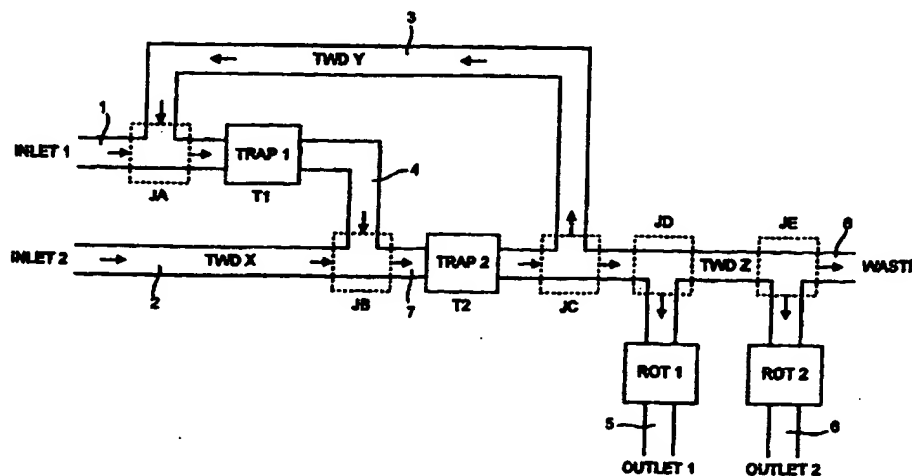 3
TWD Y
1
INLET 1
TRAP 1
JA
T1
4
JD
JE
8
INLET 2
TWD X
TRAP 2
TWD Z
WASTE
2
JB
7
T2
JC
ROT 1
ROT 2
5
6
OUTLET 1
OUTLET 2